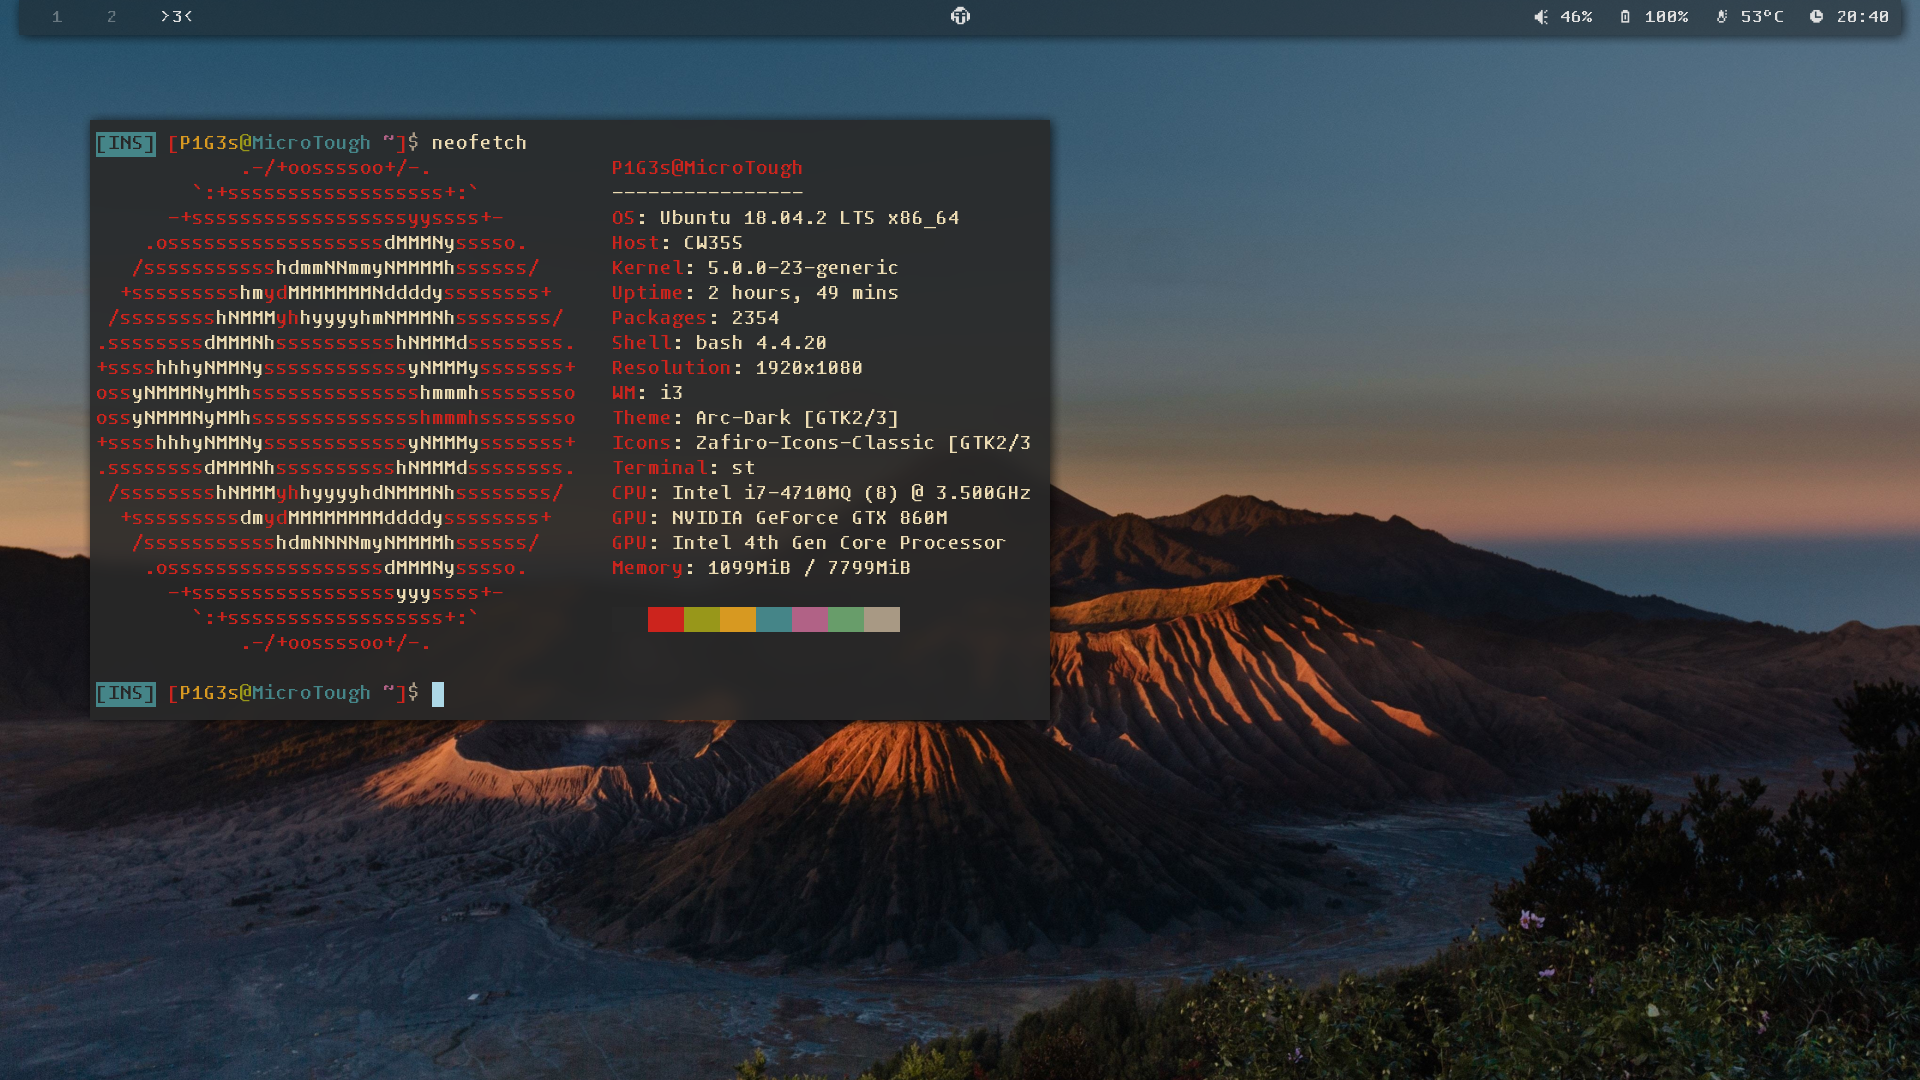 1 2 >3< 46% 100% 53°C 20:40
[INS] [P1G3s@MicroTough ~]$ neofetch
.-/+oossssoo+/-. P1G3s@MicroTough
`:+ssssssssssssssssss+:` ----------------
-+ssssssssssssssssssyyssss+- OS: Ubuntu 18.04.2 LTS x86_64
.ossssssssssssssssssdMMMNysssso. Host: CW35S
/ssssssssssshdmmNNmmyNMMMMhssssss/ Kernel: 5.0.0-23-generic
+ssssssssshmydMMMMMMMNddddyssssssss+ Uptime: 2 hours, 49 mins
/sssssssshNMMMyhhyyyyhmNMMMNhssssssss/ Packages: 2354
.ssssssssdMMMNhsssssssssshNMMMdssssssss. Shell: bash 4.4.20
+sssshhhyNMMNyssssssssssssyNMMMysssssss+ Resolution: 1920x1080
ossyNMMMNyMMhsssssssssssssshmmmhssssssso WM: i3
ossyNMMMNyMMhsssssssssssssshmmmhssssssso Theme: Arc-Dark [GTK2/3]
+sssshhhyNMMNyssssssssssssyNMMMysssssss+ Icons: Zafiro-Icons-Classic [GTK2/3
.ssssssssdMMMNhsssssssssshNMMMdssssssss. Terminal: st
/sssssssshNMMMyhhyyyyhdNMMMNhssssssss/ CPU: Intel i7-4710MQ (8) @ 3.500GHz
+sssssssssdmydMMMMMMMMddddyssssssss+ GPU: NVIDIA GeForce GTX 860M
/ssssssssssshdmNNNNmyNMMMMhssssss/ GPU: Intel 4th Gen Core Processor
.ossssssssssssssssssdMMMNysssso. Memory: 1099MiB / 7799MiB
-+sssssssssssssssssyyyssss+-
`:+ssssssssssssssssss+:`
.-/+oossssoo+/-.
[INS] [P1G3s@MicroTough ~]$